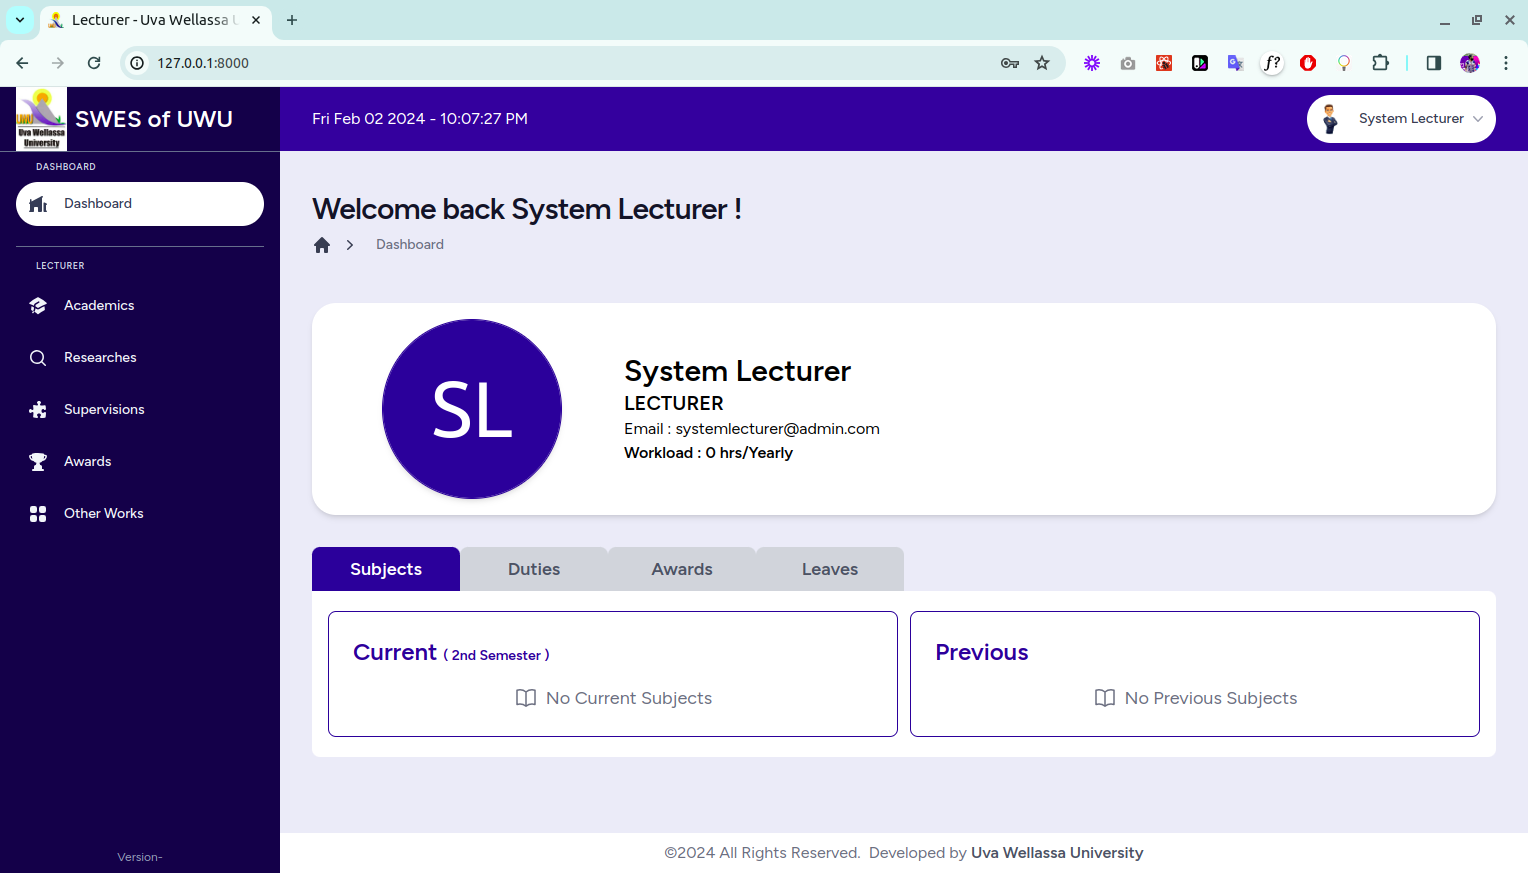 Lecturer - Uva Wellassa
127.0.0.1:8000
f?
UWU
Uva Wellassa
University
SWES of UWU
Fri Feb 02 2024 - 10:07:27 PM
System Lecturer
DASHBOARD
Dashboard
LECTURER
Academics
Researches
Supervisions
Awards
Other Works
Version-
Welcome back System Lecturer !
Dashboard
SL
System Lecturer
LECTURER
Email : systemlecturer@admin.com
Workload : 0 hrs/Yearly
Subjects Duties Awards Leaves
Current ( 2nd Semester )
No Current Subjects
Previous
No Previous Subjects
©2024 All Rights Reserved. Developed by Uva Wellassa University